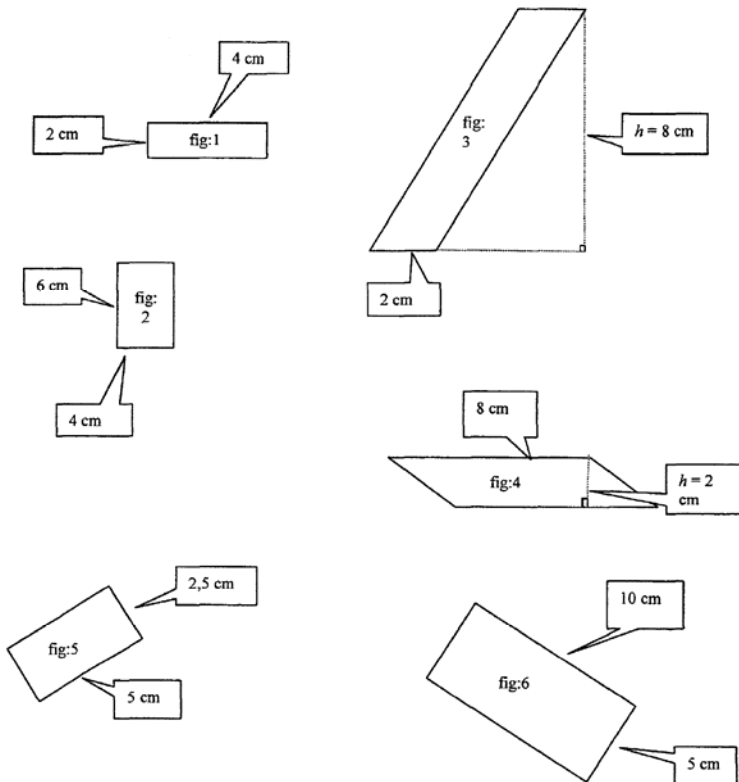 4 cm
2 cm
fig:1
fig:
3
h = 8 cm
2 cm
6 cm
fig:
2
4 cm
8 cm
fig:4
h = 2
cm
2,5 cm
fig:5
5 cm
10 cm
fig:6
5 cm